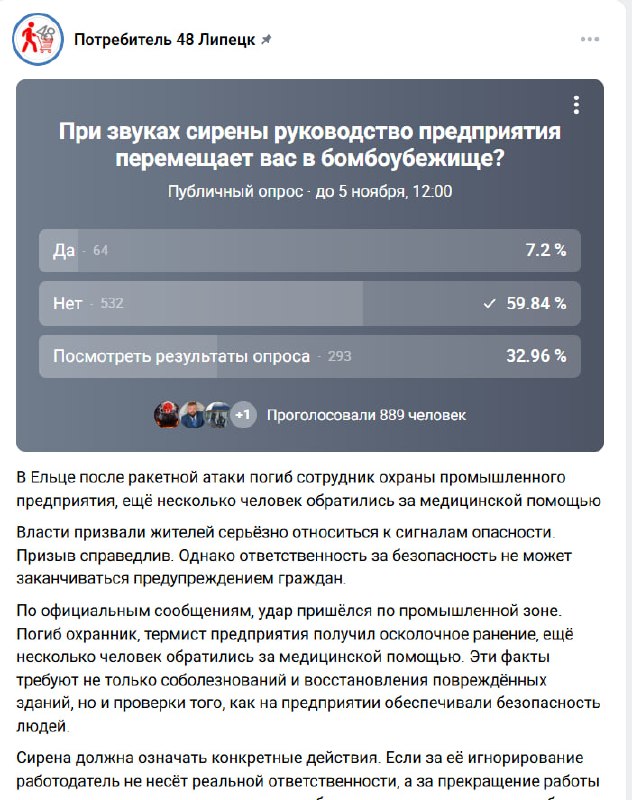 48
Потребитель 48 Липецк
При звуках сирены руководство предприятия
перемещает вас в бомбоубежище?
Публичный опрос · до 5 ноября, 12:00
Да · 64 7.2 %
Нет · 532 59.84 %
Посмотреть результаты опроса · 293 32.96 %
+1 Проголосовали 889 человек
В Ельце после ракетной атаки погиб сотрудник охраны промышленного
предприятия, ещё несколько человек обратились за медицинской помощью
Власти призвали жителей серьёзно относиться к сигналам опасности.
Призыв справедлив. Однако ответственность за безопасность не может
заканчиваться предупреждением граждан.
По официальным сообщениям, удар пришёлся по промышленной зоне.
Погиб охранник, термист предприятия получил осколочное ранение, ещё
несколько человек обратились за медицинской помощью. Эти факты
требуют не только соболезнований и восстановления повреждённых
зданий, но и проверки того, как на предприятии обеспечивали безопасность
людей.
Сирена должна означать конкретные действия. Если за её игнорирование
работодатель не несёт реальной ответственности, а за прекращение работы